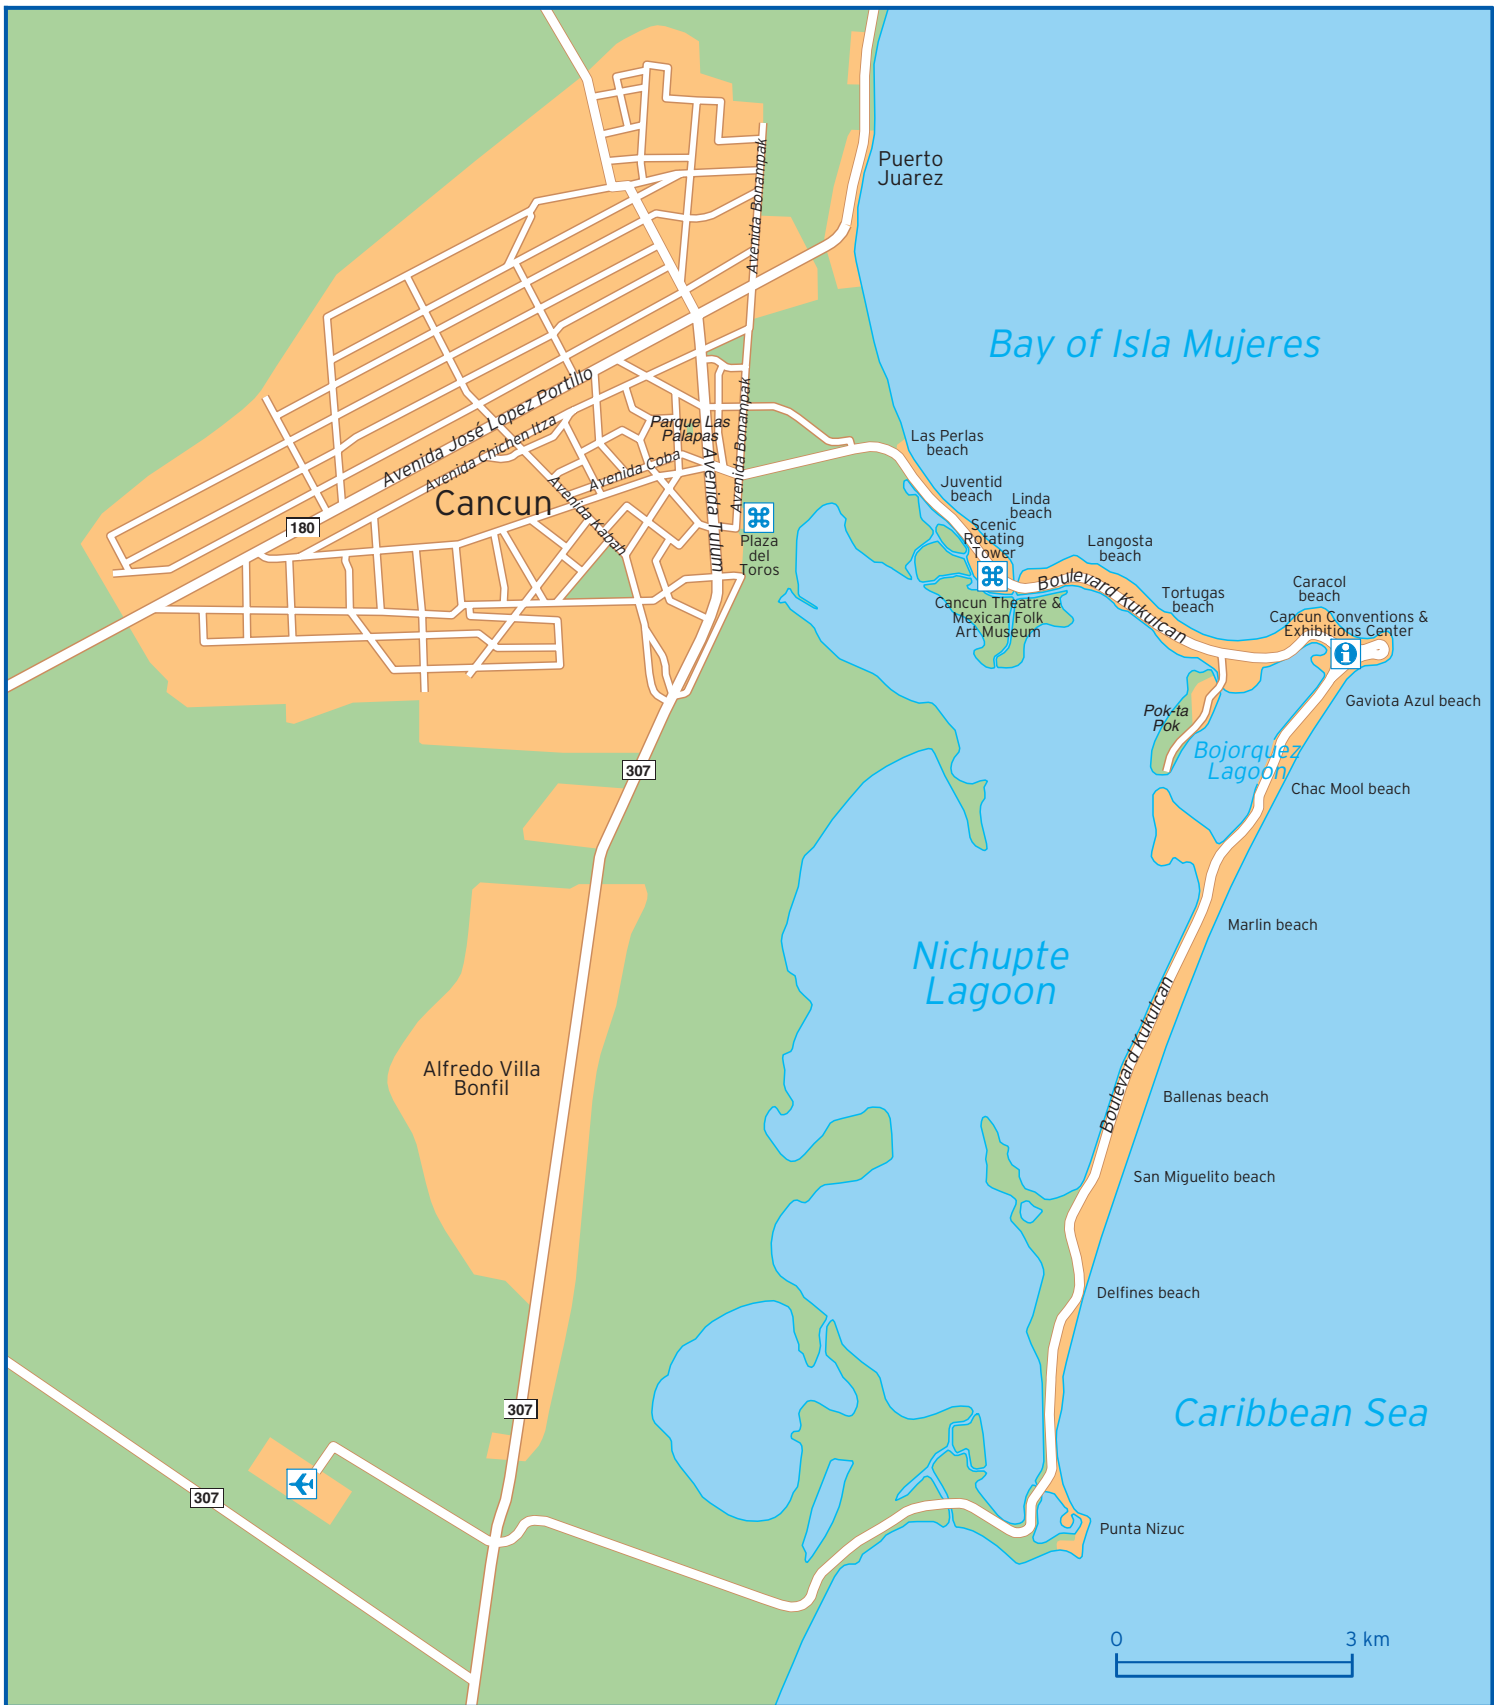 Puerto
Juarez
Avenida Bonampak
Bay of Isla Mujeres
Avenida José Lopez Portillo
Avenida Chichen Itza
Parque Las
Palapas
Avenida Bonampak
Avenida Coba
Avenida Tulum
Avenida Kabah
Cancun
180
Plaza
del
Toros
Las Perlas
beach
Juventid
beach
Linda
beach
Scenic
Rotating
Tower
Langosta
beach
Boulevard Kukulcan
Cancun Theatre &
Mexican Folk
Art Museum
Tortugas
beach
Caracol
beach
Cancun Conventions &
Exhibitions Center
Gaviota Azul beach
Pok-ta
Pok
Bojorquez
Lagoon
307
Chac Mool beach
Marlin beach
Nichupte
Lagoon
Boulevard Kukulcan
Alfredo Villa
Bonfil
Ballenas beach
San Miguelito beach
Delfines beach
307
Caribbean Sea
307
Punta Nizuc
0
3 km